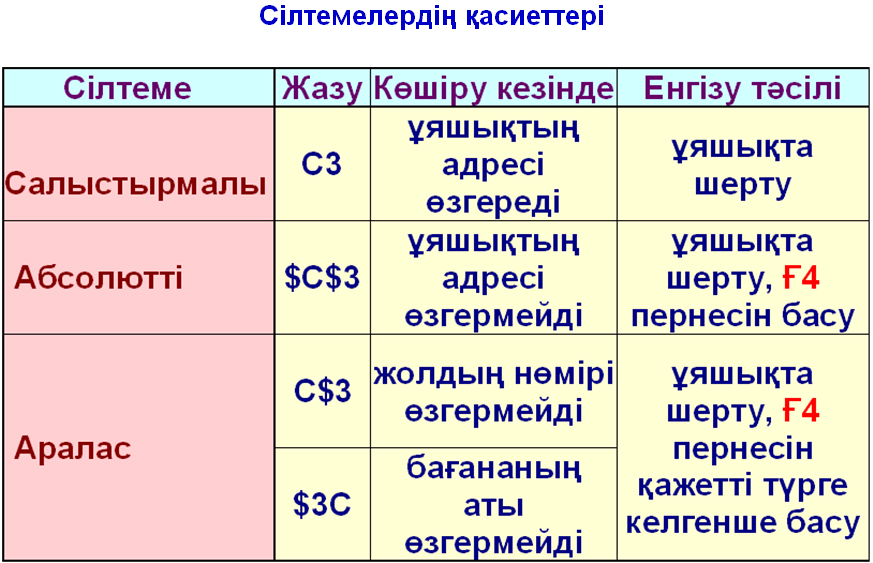 Сілтемелердің қасиеттері
Сілтеме Жазу Көшіру кезінде Енгізу тәсілі
Салыстырмалы
C3
ұяшықтың
адресі
өзгереді
ұяшықта
шерту
Абсолютті
$C$3
ұяшықтың
адресі
өзгермейді
ұяшықта
шерту, Ғ4
пернесін басу
Аралас
C$3
жолдың нөмірі
өзгермейді
$3C
бағананың
аты
өзгермейді
ұяшықта
шерту, Ғ4
пернесін
қажетті түрге
келгенше басу